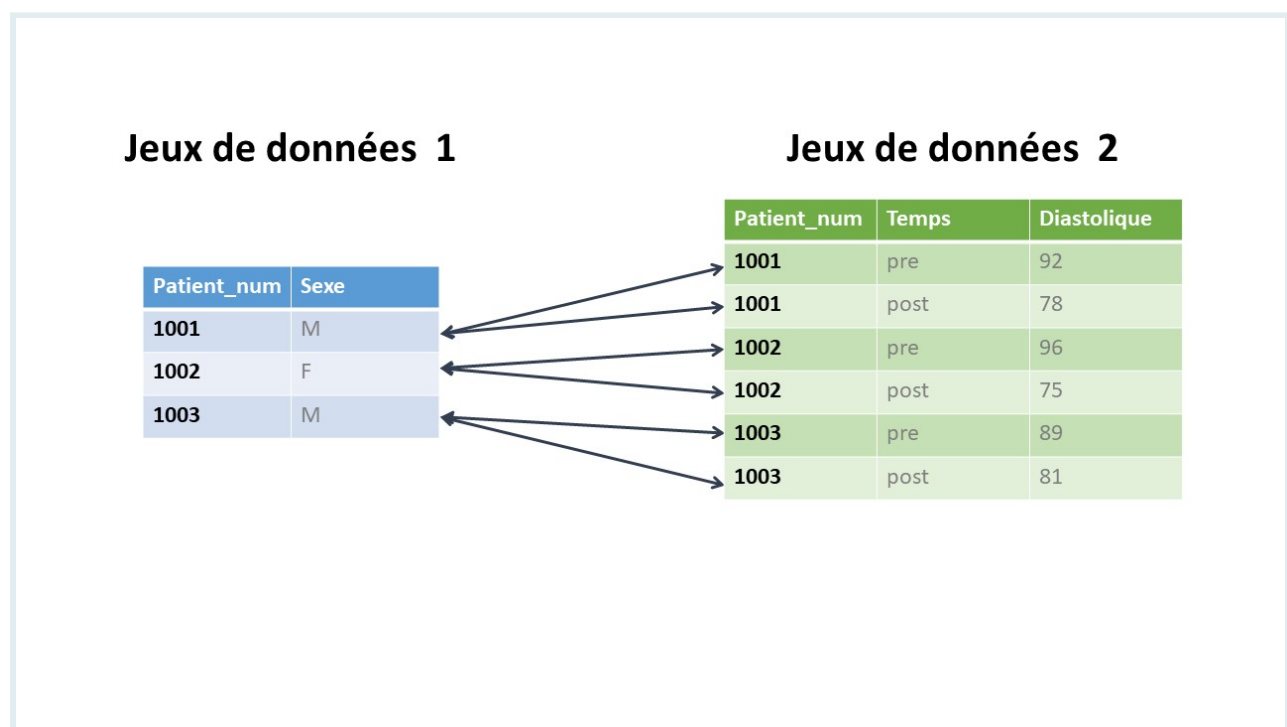 Jeux de données 1
Patient_num Sexe
1001 M
1002 F
1003 M
Jeux de données 2
Patient_num Temps Diastolique
1001 pre 92
1001 post 78
1002 pre 96
1002 post 75
1003 pre 89
1003 post 81